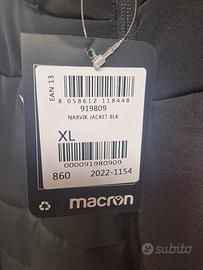 EAN 13
8 058612 118448
919809
NARVIK JACKET BLK
XL
000091980909
860
2022-1154
macron
subito